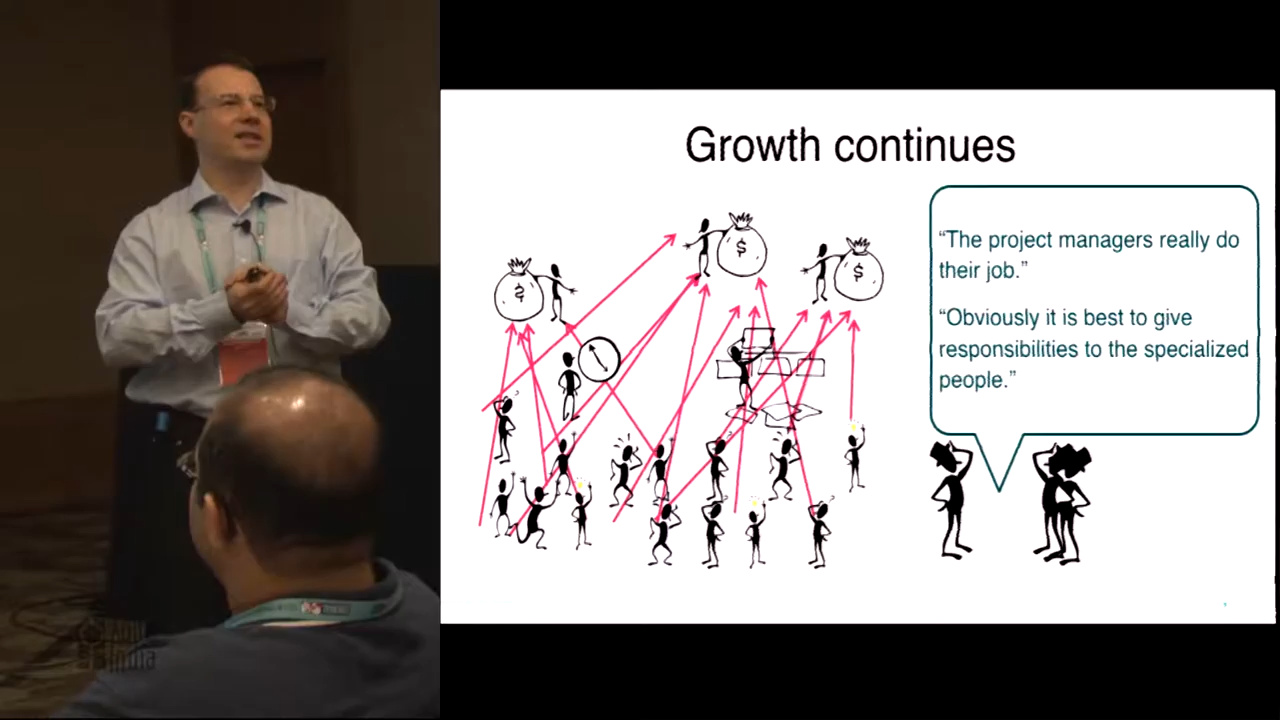 Growth continues
“The project managers really do
their job.”
“Obviously it is best to give
responsibilities to the specialized
people.”
$
$
$
India